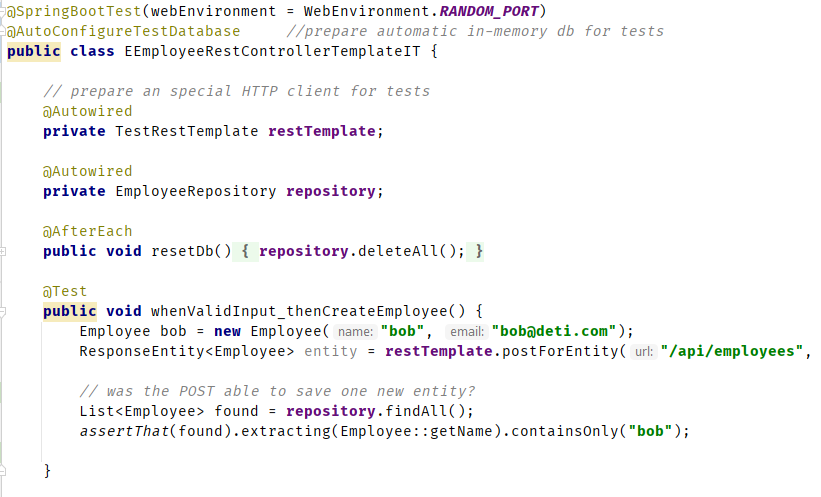 @SpringBootTest(webEnvironment = WebEnvironment.RANDOM_PORT)
@AutoConfigureTestDatabase //prepare automatic in-memory db for tests
public class EEmployeeRestControllerTemplateIT {
// prepare an special HTTP client for tests
@Autowired
private TestRestTemplate restTemplate;
@Autowired
private EmployeeRepository repository;
@AfterEach
public void resetDb() { repository.deleteAll(); }
@Test
public void whenValidInput_thenCreateEmployee() {
Employee bob = new Employee( name: "bob", email: "bob@deti.com");
ResponseEntity<Employee> entity = restTemplate.postForEntity( url: "/api/employees",
// was the POST able to save one new entity?
List<Employee> found = repository.findAll();
assertThat(found).extracting(Employee::getName).containsOnly("bob");
}